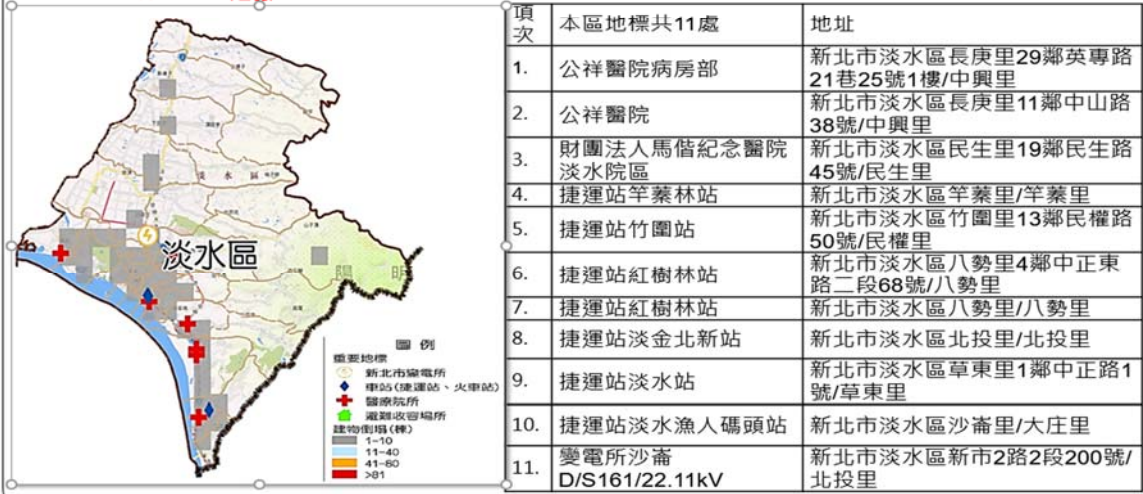 淡水區
陽 明
圖 例
重要地標
新北市變電所
車站(捷運站、火車站)
醫療院所
避難收容場所
建物倒塌(棟)
1-10
11-40
41-80
>81
項次 本區地標共11處 地址
1. 公祥醫院病房部 新北市淡水區長庚里29鄰英專路
21巷25號1樓/中興里
2. 公祥醫院 新北市淡水區長庚里11鄰中山路
38號/中興里
3. 財團法人馬偕紀念醫院 新北市淡水區民生里19鄰民生路
淡水院區 45號/民生里
4. 捷運站竿蓁林站 新北市淡水區竿蓁里/竿蓁里
5. 捷運站竹圍站 新北市淡水區竹圍里13鄰民權路
50號/民權里
6. 捷運站紅樹林站 新北市淡水區八勢里4鄰中正東
路二段68號/八勢里
7. 捷運站紅樹林站 新北市淡水區八勢里/八勢里
8. 捷運站淡金北新站 新北市淡水區北投里/北投里
9. 捷運站淡水站 新北市淡水區草東里1鄰中正路1
號/草東里
10. 捷運站淡水漁人碼頭站 新北市淡水區沙崙里/大庄里
11. 變電所沙崙 新北市淡水區新市2路2段200號/
D/S161/22.11kV 北投里